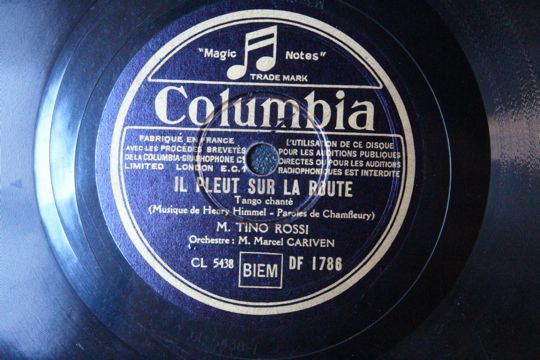 "Magic Notes"
TRADE MARK
Columbia
FABRIQUÉ EN FRANCE
AVEC LES PROCÉDÉS BREVETÉS
DE LA COLUMBIA-GRAPHOPHONE Cº
LIMITED LONDON E.C.1
L'UTILISATION DE CE DISQUE
POUR LES AUDITIONS PUBLIQUES
DIRECTES OU POUR LES AUDITIONS
RADIOPHONIQUES EST INTERDITE
IL PLEUT SUR LA ROUTE
Tango chanté
(Musique de Henry Himmel - Paroles de Chamfleury)
M. TINO ROSSI
Orchestre : M. Marcel CARIVEN
CL 5438 BIEM DF 1786